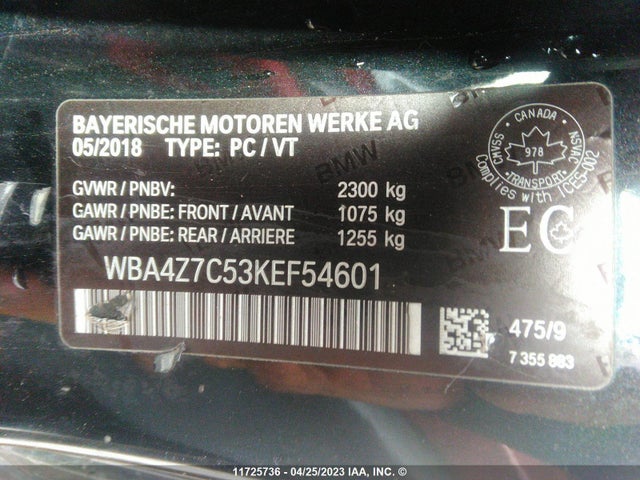 BAYERISCHE MOTOREN WERKE AG
05/2018 TYPE: PC / VT
GVWR / PNBV: 2300 kg
GAWR / PNBE: FRONT / AVANT 1075 kg
GAWR / PNBE: REAR / ARRIERE 1255 kg
WBA4Z7C53KEF54601
CANADA
CMVSS NSVAC
978
TRANSPORT
Complies with ICES-002
EC
475/9
7 355 883
BMW
11725736 - 04/25/2023 IAA, Inc. ©